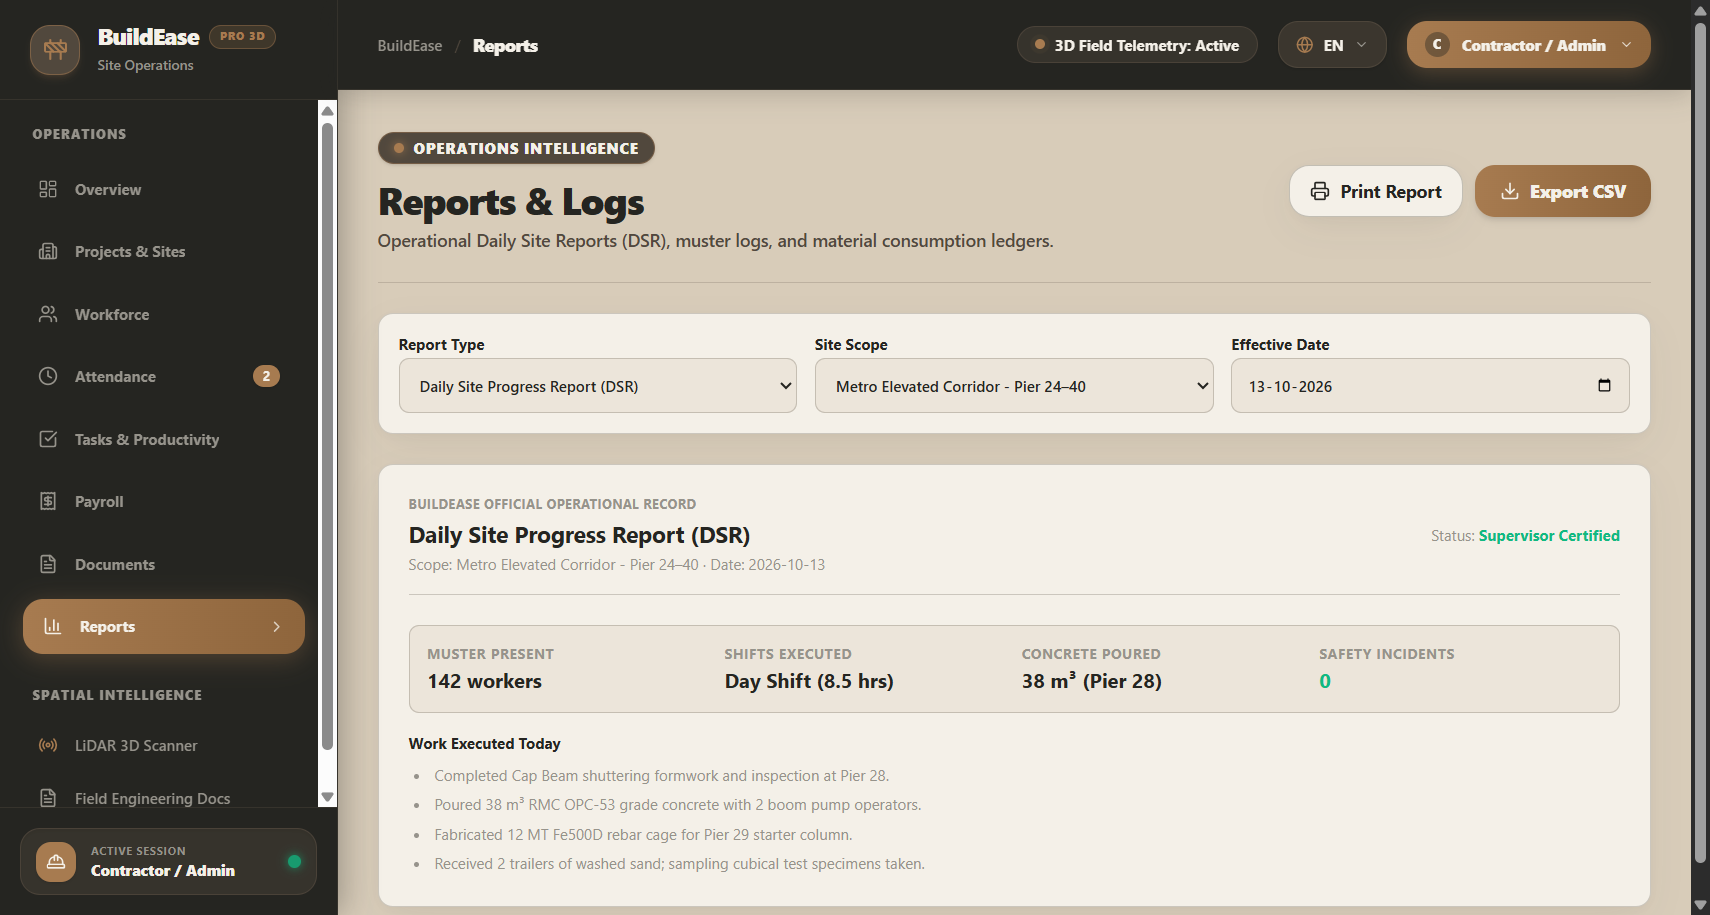 BuildEase PRO 3D
Site Operations
BuildEase / Reports
3D Field Telemetry: Active
EN
C Contractor / Admin
OPERATIONS
Overview
Projects & Sites
Workforce
Attendance 2
Tasks & Productivity
Payroll
Documents
Reports
SPATIAL INTELLIGENCE
LiDAR 3D Scanner
Field Engineering Docs
ACTIVE SESSION
Contractor / Admin
OPERATIONS INTELLIGENCE
Reports & Logs
Operational Daily Site Reports (DSR), muster logs, and material consumption ledgers.
Print Report
Export CSV
Report Type
Daily Site Progress Report (DSR)
Site Scope
Metro Elevated Corridor - Pier 24–40
Effective Date
13-10-2026
BUILDEASE OFFICIAL OPERATIONAL RECORD
Daily Site Progress Report (DSR)
Scope: Metro Elevated Corridor - Pier 24–40 · Date: 2026-10-13
Status: Supervisor Certified
MUSTER PRESENT
142 workers
SHIFTS EXECUTED
Day Shift (8.5 hrs)
CONCRETE POURED
38 m³ (Pier 28)
SAFETY INCIDENTS
0
Work Executed Today
• Completed Cap Beam shuttering formwork and inspection at Pier 28.
• Poured 38 m³ RMC OPC-53 grade concrete with 2 boom pump operators.
• Fabricated 12 MT Fe500D rebar cage for Pier 29 starter column.
• Received 2 trailers of washed sand; sampling cubical test specimens taken.